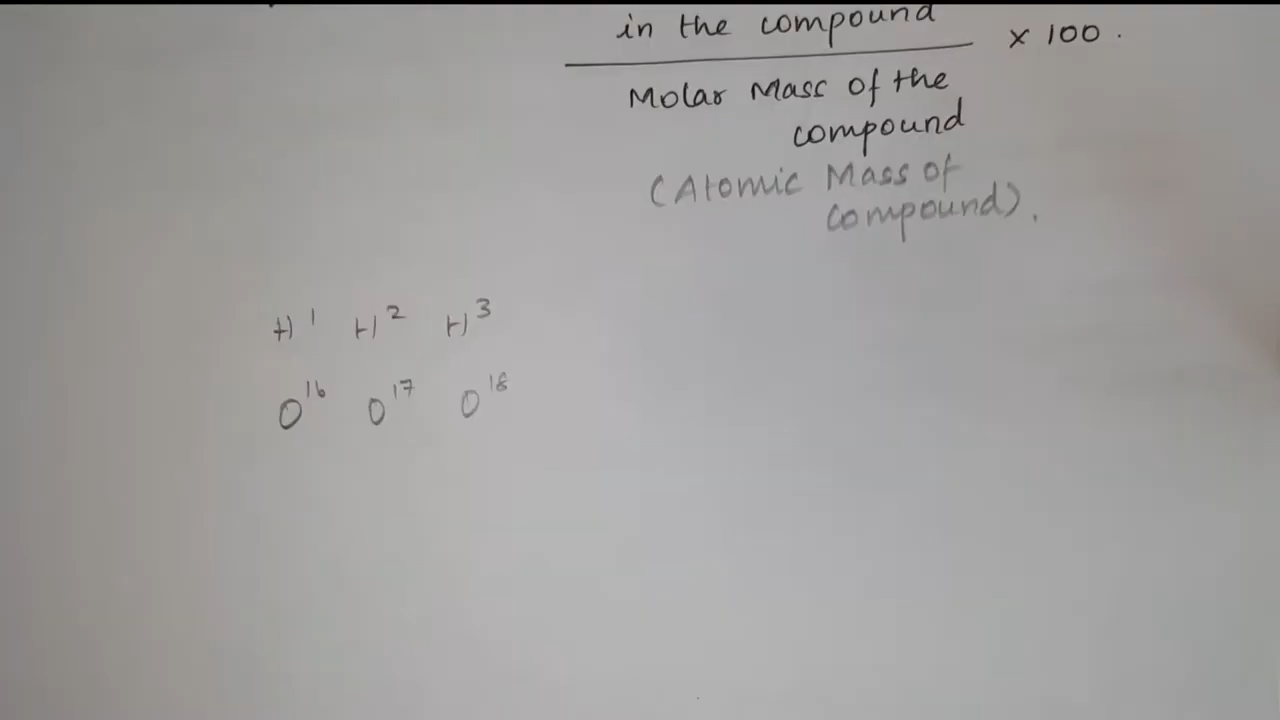 in the compound
× 100 .
Molar Mass of the
compound
(Atomic Mass of
compound).
H¹ H² H³
O¹⁶ O¹⁷ O¹⁸